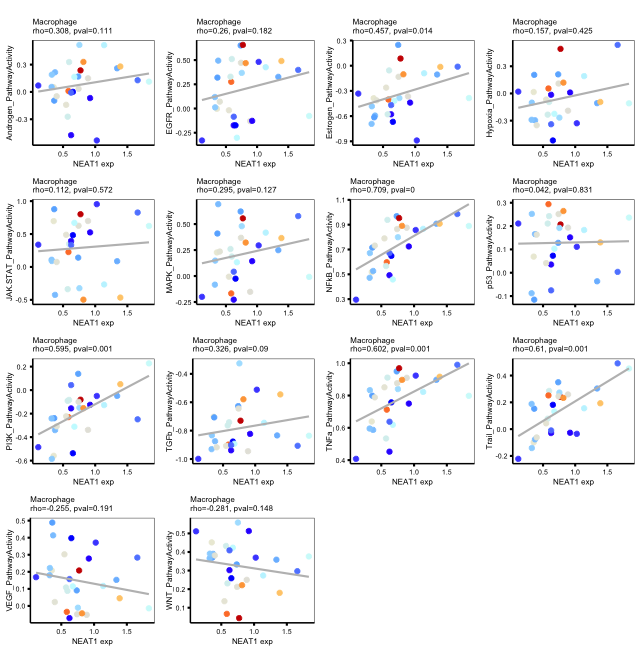 Macrophage
rho=0.308, pval=0.111
Androgen_PathwayActivity
0.3
0.0
-0.3
0.5
1.0
1.5
NEAT1 exp
Macrophage
rho=0.26, pval=0.182
EGFR_PathwayActivity
0.50
0.25
0.00
-0.25
0.5
1.0
1.5
NEAT1 exp
Macrophage
rho=0.457, pval=0.014
Estrogen_PathwayActivity
0.3
0.0
-0.3
-0.6
-0.9
0.5
1.0
1.5
NEAT1 exp
Macrophage
rho=0.157, pval=0.425
Hypoxia_PathwayActivity
0.3
0.0
-0.3
0.5
1.0
1.5
NEAT1 exp
Macrophage
rho=0.112, pval=0.572
JAK-STAT_PathwayActivity
1.0
0.5
0.0
-0.5
0.5
1.0
1.5
NEAT1 exp
Macrophage
rho=0.295, pval=0.127
MAPK_PathwayActivity
0.50
0.25
0.00
-0.25
0.5
1.0
1.5
NEAT1 exp
Macrophage
rho=0.709, pval=0
NFkB_PathwayActivity
1.1
0.9
0.7
0.5
0.3
0.5
1.0
1.5
NEAT1 exp
Macrophage
rho=0.042, pval=0.831
p53_PathwayActivity
0.3
0.2
0.1
0.0
-0.1
0.5
1.0
1.5
NEAT1 exp
Macrophage
rho=0.595, pval=0.001
PI3K_PathwayActivity
0.2
0.0
-0.2
-0.4
-0.6
0.5
1.0
1.5
NEAT1 exp
Macrophage
rho=0.326, pval=0.09
TGFb_PathwayActivity
-0.4
-0.6
-0.8
-1.0
0.5
1.0
1.5
NEAT1 exp
Macrophage
rho=0.602, pval=0.001
TNFa_PathwayActivity
1.0
0.8
0.6
0.4
0.5
1.0
1.5
NEAT1 exp
Macrophage
rho=0.61, pval=0.001
Trail_PathwayActivity
0.4
0.2
0.0
-0.2
0.5
1.0
1.5
NEAT1 exp
Macrophage
rho=-0.255, pval=0.191
VEGF_PathwayActivity
0.5
0.4
0.3
0.2
0.1
0.0
0.5
1.0
1.5
NEAT1 exp
Macrophage
rho=-0.281, pval=0.148
WNT_PathwayActivity
0.5
0.4
0.3
0.2
0.1
0.5
1.0
1.5
NEAT1 exp